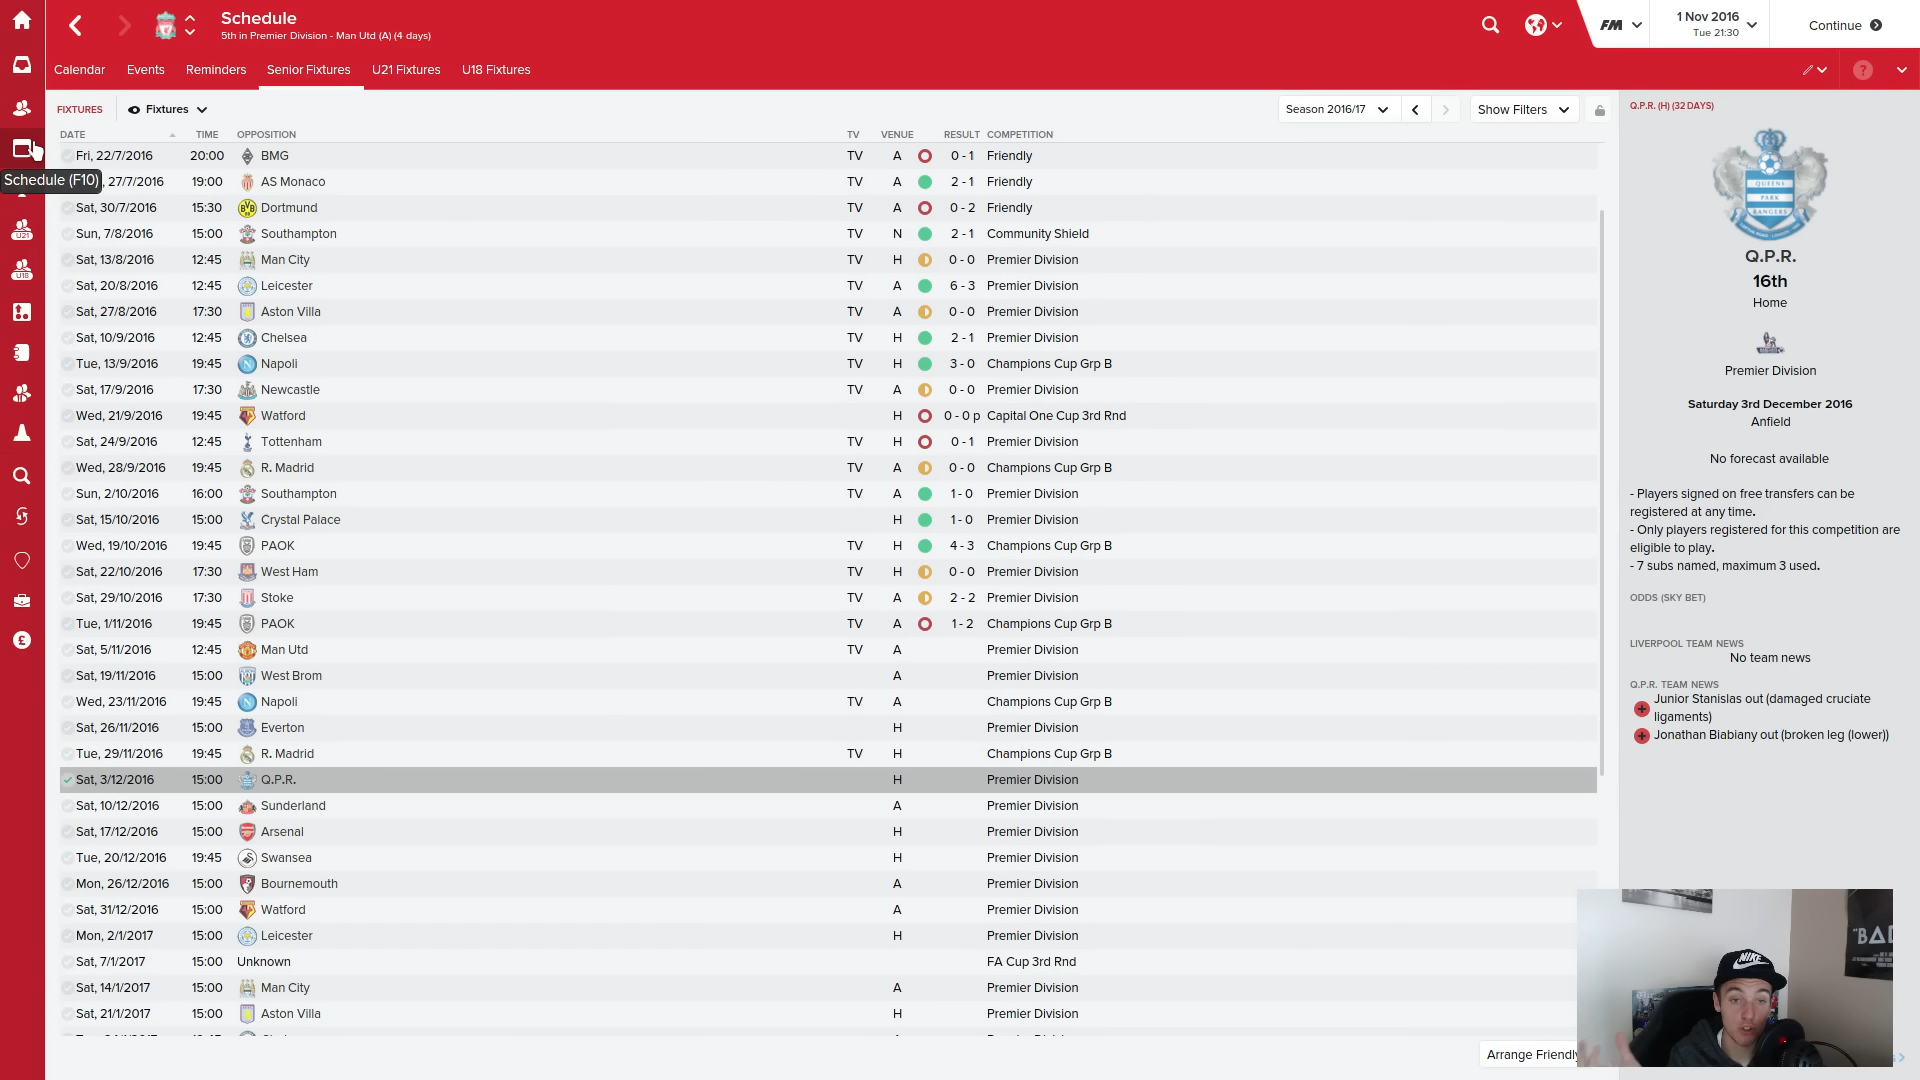 Schedule
5th in Premier Division - Man Utd (A) (4 days)
FM
1 Nov 2016
Tue 21:30
Continue
Calendar Events Reminders Senior Fixtures U21 Fixtures U18 Fixtures
?
FIXTURES Fixtures Season 2016/17 Show Filters
DATE TIME OPPOSITION TV VENUE RESULT COMPETITION
Fri, 22/7/2016 20:00 BMG TV A 0 - 1 Friendly
Schedule (F10)
, 27/7/2016 19:00 AS Monaco TV A 2 - 1 Friendly
Sat, 30/7/2016 15:30 Dortmund TV A 0 - 2 Friendly
Sun, 7/8/2016 15:00 Southampton TV N 2 - 1 Community Shield
Sat, 13/8/2016 12:45 Man City TV H 0 - 0 Premier Division
Sat, 20/8/2016 12:45 Leicester TV A 6 - 3 Premier Division
Sat, 27/8/2016 17:30 Aston Villa TV A 0 - 0 Premier Division
Sat, 10/9/2016 12:45 Chelsea TV H 2 - 1 Premier Division
Tue, 13/9/2016 19:45 Napoli TV H 3 - 0 Champions Cup Grp B
Sat, 17/9/2016 17:30 Newcastle TV A 0 - 0 Premier Division
Wed, 21/9/2016 19:45 Watford H 0 - 0 p Capital One Cup 3rd Rnd
Sat, 24/9/2016 12:45 Tottenham TV H 0 - 1 Premier Division
Wed, 28/9/2016 19:45 R. Madrid TV A 0 - 0 Champions Cup Grp B
Sun, 2/10/2016 16:00 Southampton TV A 1 - 0 Premier Division
Sat, 15/10/2016 15:00 Crystal Palace H 1 - 0 Premier Division
Wed, 19/10/2016 19:45 PAOK TV H 4 - 3 Champions Cup Grp B
Sat, 22/10/2016 17:30 West Ham TV H 0 - 0 Premier Division
Sat, 29/10/2016 17:30 Stoke TV A 2 - 2 Premier Division
Tue, 1/11/2016 19:45 PAOK TV A 1 - 2 Champions Cup Grp B
Sat, 5/11/2016 12:45 Man Utd TV A Premier Division
Sat, 19/11/2016 15:00 West Brom A Premier Division
Wed, 23/11/2016 19:45 Napoli TV A Champions Cup Grp B
Sat, 26/11/2016 15:00 Everton H Premier Division
Tue, 29/11/2016 19:45 R. Madrid TV H Champions Cup Grp B
Sat, 3/12/2016 15:00 Q.P.R. H Premier Division
Sat, 10/12/2016 15:00 Sunderland A Premier Division
Sat, 17/12/2016 15:00 Arsenal H Premier Division
Tue, 20/12/2016 19:45 Swansea H Premier Division
Mon, 26/12/2016 15:00 Bournemouth A Premier Division
Sat, 31/12/2016 15:00 Watford A Premier Division
Mon, 2/1/2017 15:00 Leicester H Premier Division
Sat, 7/1/2017 15:00 Unknown FA Cup 3rd Rnd
Sat, 14/1/2017 15:00 Man City A Premier Division
Sat, 21/1/2017 15:00 Aston Villa H Premier Division
Arrange Friendly
U21
U18
£
Q.P.R. (H) (32 DAYS)
QUEENS
PARK
RANGERS
Q.P.R.
16th
Home
Premier Division
Saturday 3rd December 2016
Anfield
No forecast available
- Players signed on free transfers can be
registered at any time.
- Only players registered for this competition are
eligible to play.
- 7 subs named, maximum 3 used.
ODDS (SKY BET)
LIVERPOOL TEAM NEWS
No team news
Q.P.R. TEAM NEWS
Junior Stanislas out (damaged cruciate
ligaments)
Jonathan Biabiany out (broken leg (lower))
"BAD
NIKE